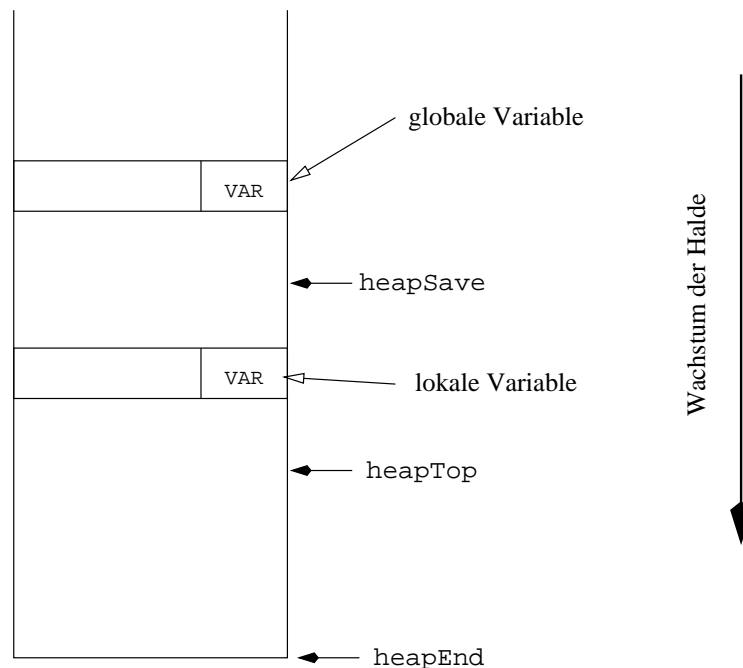 globale Variable
VAR
heapSave
VAR
lokale Variable
heapTop
heapEnd
Wachstum der Halde